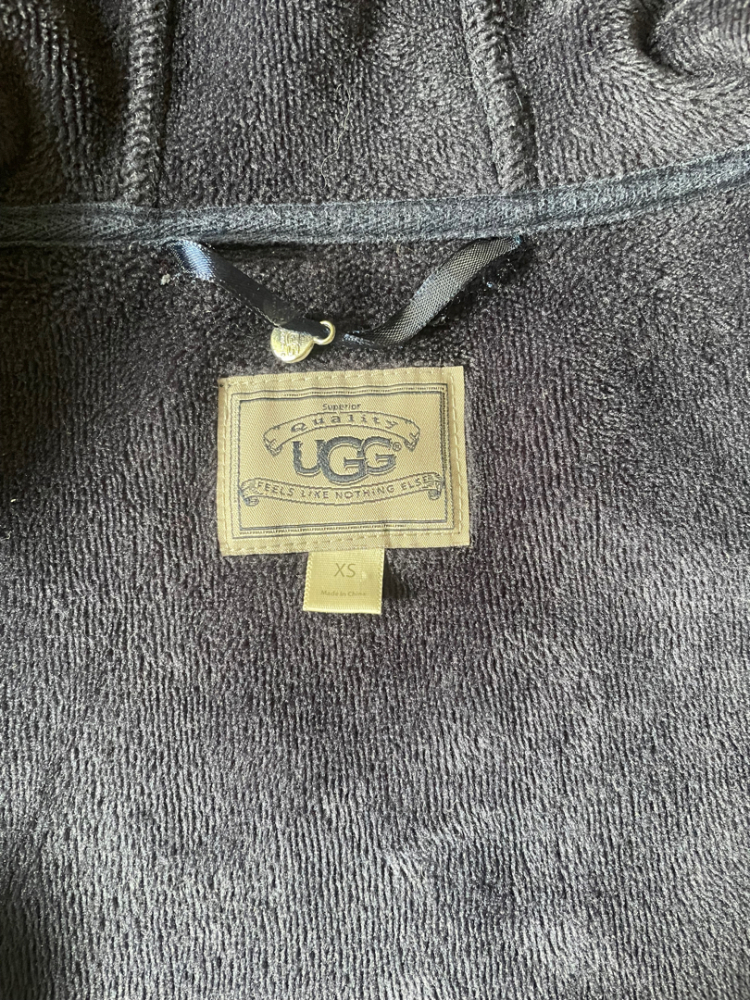 Superior
Quality
UGG®
FEELS LIKE NOTHING ELSE
XS
Made in China